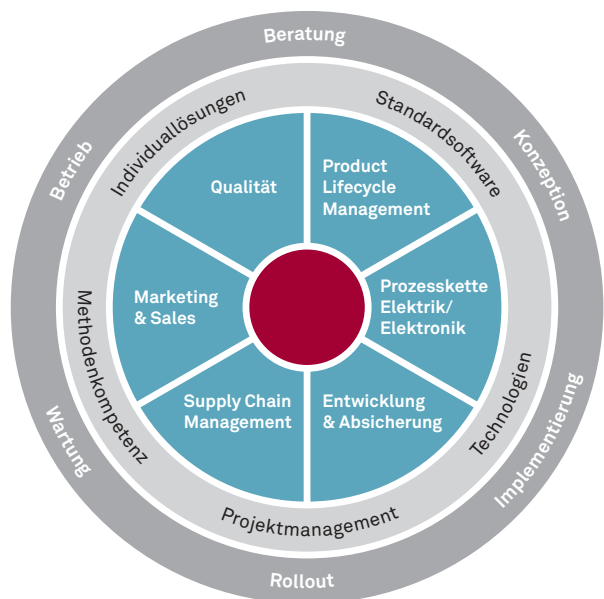 Beratung
Konzeption
Implementierung
Rollout
Wartung
Betrieb
Individuallösungen
Standardsoftware
Technologien
Projektmanagement
Methodenkompetenz
Qualität
Product
Lifecycle
Management
Prozesskette
Elektrik/
Elektronik
Entwicklung
& Absicherung
Supply Chain
Management
Marketing
& Sales